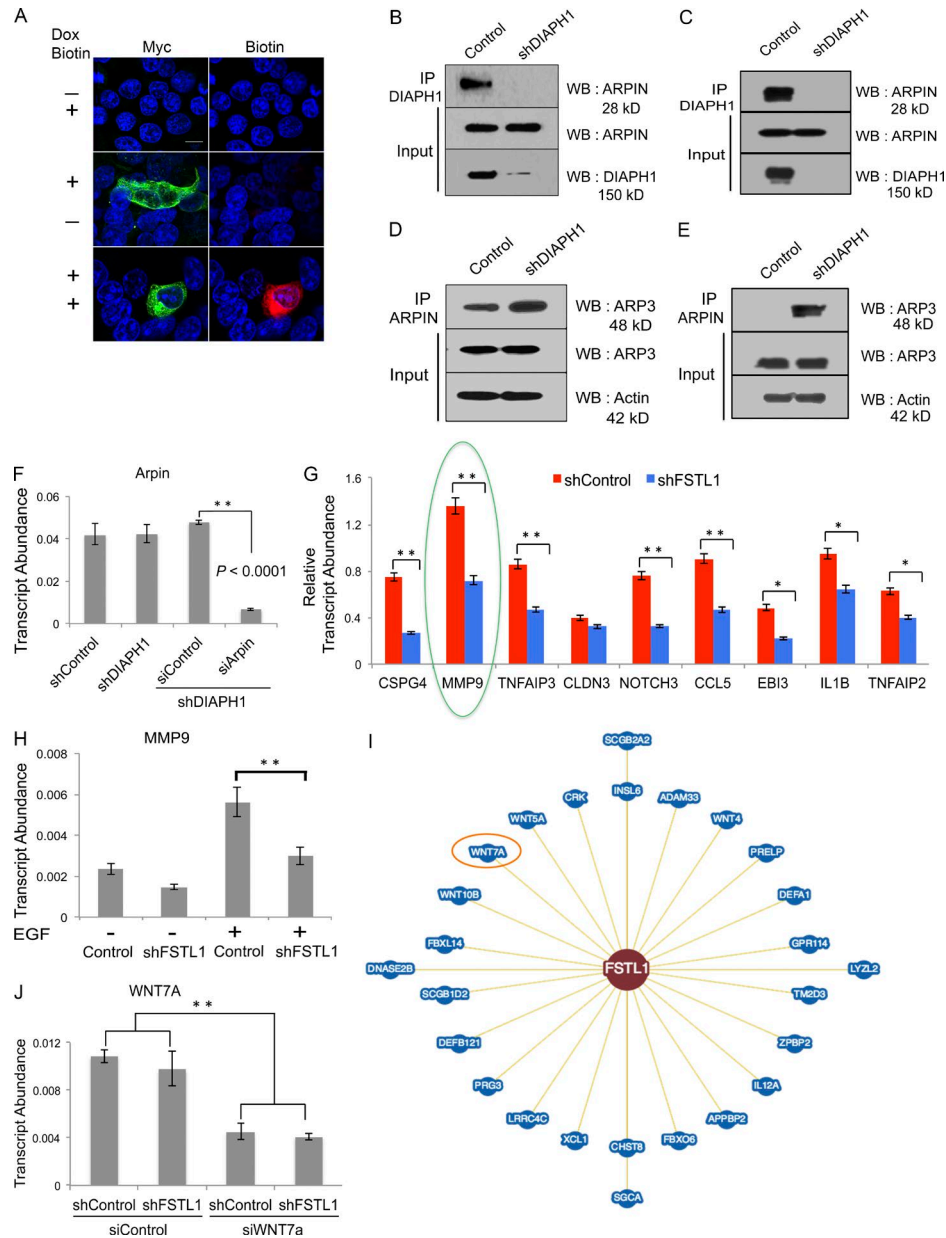 A
Dox
Biotin
Myc
Biotin
–
+
+
–
+
+
B
Control
shDIAPH1
IP
DIAPH1
WB : ARPIN
28 kD
WB : ARPIN
Input
WB : DIAPH1
150 kD
C
Control
shDIAPH1
IP
DIAPH1
WB : ARPIN
28 kD
WB : ARPIN
Input
WB : DIAPH1
150 kD
D
Control
shDIAPH1
IP
ARPIN
WB : ARP3
48 kD
WB : ARP3
Input
WB : Actin
42 kD
E
Control
shDIAPH1
IP
ARPIN
WB : ARP3
48 kD
WB : ARP3
Input
WB : Actin
42 kD
F
Arpin
Transcript Abundance
0.06
0.04
0.02
0
* *
P < 0.0001
shControl
shDIAPH1
siControl
siArpin
shDIAPH1
G
shControl
shFSTL1
Relative
Transcript Abundance
1.6
1.2
0.8
0.4
0
* *
* *
* *
* *
* *
*
*
*
CSPG4 MMP9 TNFAIP3 CLDN3 NOTCH3 CCL5 EBI3 IL1B TNFAIP2
H
MMP9
Transcript Abundance
0.008
0.006
0.004
0.002
0
* *
EGF - - + +
Control shFSTL1 Control shFSTL1
I
SCGB2A2
INSL6
CRK
ADAM33
WNT5A
WNT4
WNT7A
PRELP
WNT10B
DEFA1
FBXL14
GPR114
DNASE2B
FSTL1
LYZL2
SCGB1D2
TM2D3
DEFB121
ZPBP2
PRG3
IL12A
LRRC4C
APPBP2
XCL1
CHST8
FBXO6
SGCA
J
WNT7A
Transcript Abundance
0.012
0.008
0.004
0
* *
shControl shFSTL1 shControl shFSTL1
siControl siWNT7a